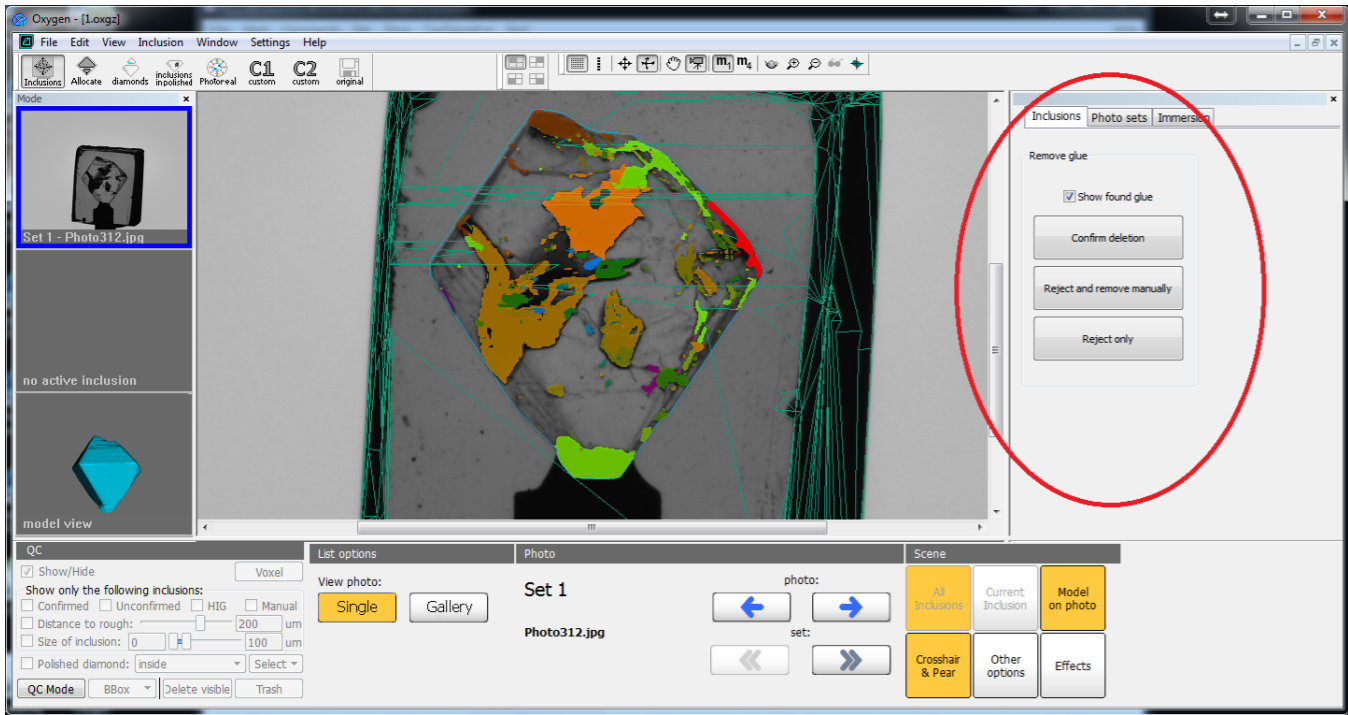 Oxygen - [1.oxgz]
File Edit View Inclusion Window Settings Help
Inclusions Allocate diamonds inclusions inpolished Photoreal C1 custom C2 custom original
m1 m4
Mode
Set 1 - Photo312.jpg
no active inclusion
model view
Inclusions Photo sets Immersion
Remove glue
Show found glue
Confirm deletion
Reject and remove manually
Reject only
QC
Show/Hide Voxel
Show only the following inclusions:
Confirmed Unconfirmed HIG Manual
Distance to rough: 200 um
Size of inclusion: 0 100 um
Polished diamond: inside Select
QC Mode BBox Delete visible Trash
List options
View photo:
Single Gallery
Photo
Set 1
photo:
Photo312.jpg
set:
Scene
All Inclusions
Current Inclusion
Model on photo
Crosshair & Pear
Other options
Effects